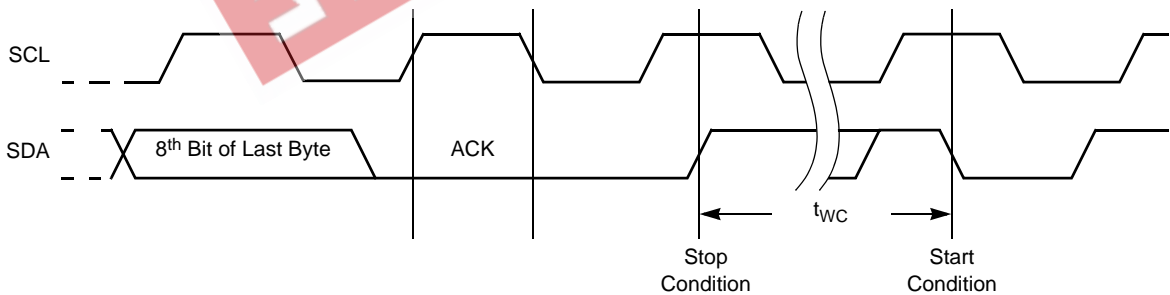 SCL
SDA
8th Bit of Last Byte
ACK
tWC
Stop
Condition
Start
Condition